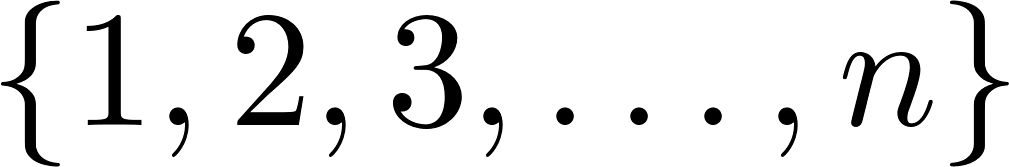 {1, 2, 3, . . . , n}